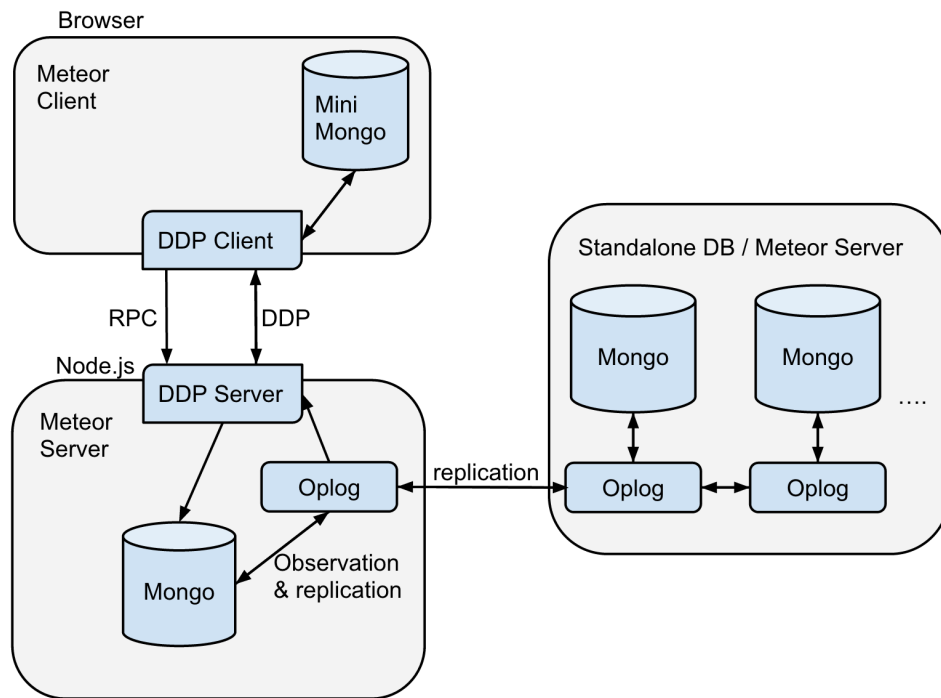 Browser
Meteor
Client
Mini
Mongo
DDP Client
RPC
DDP
Node.js
DDP Server
Meteor
Server
Oplog
Mongo
Observation
& replication
replication
Standalone DB / Meteor Server
Mongo
Mongo
....
Oplog
Oplog